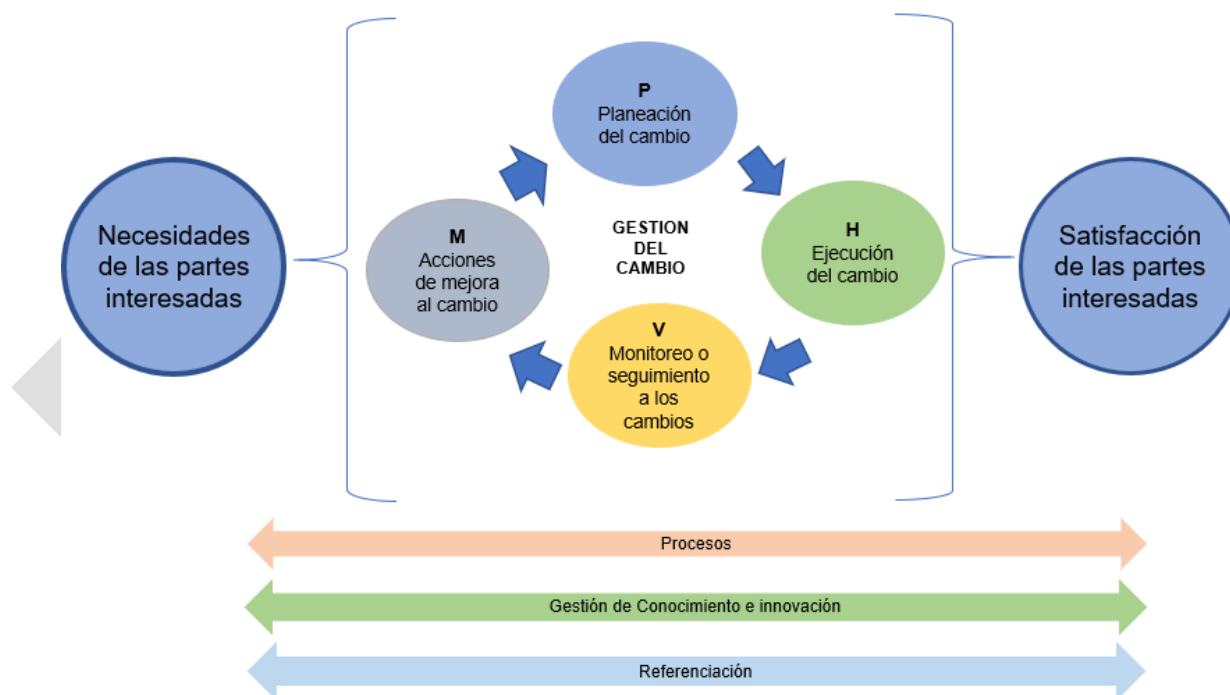 Necesidades
de las partes
interesadas
P
Planeación
del cambio
H
Ejecución
del cambio
V
Monitoreo o
seguimiento
a los
cambios
M
Acciones
de mejora
al cambio
GESTION
DEL
CAMBIO
Satisfacción
de las partes
interesadas
Procesos
Gestión de Conocimiento e innovación
Referenciación